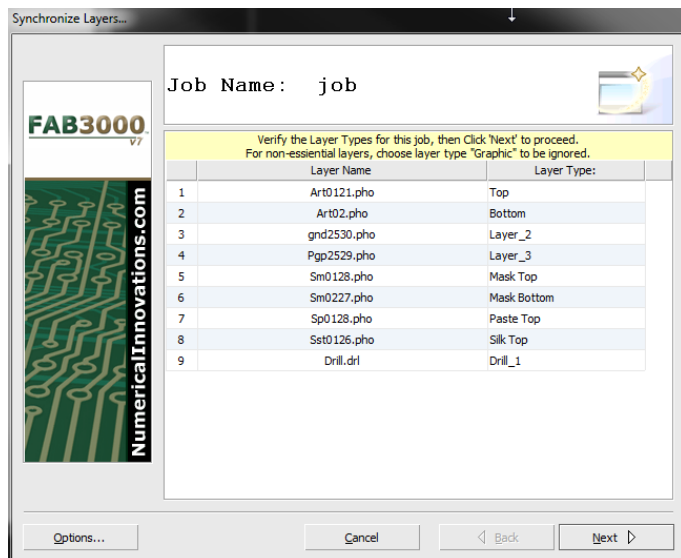 Synchronize Layers...
Job Name: job
FAB3000
V7
NumericalInnovations.com
Verify the Layer Types for this job, then Click 'Next' to proceed.
For non-essiential layers, choose layer type "Graphic" to be ignored.
Layer Name Layer Type:
1 Art0121.pho Top
2 Art02.pho Bottom
3 gnd2530.pho Layer_2
4 Pgp2529.pho Layer_3
5 Sm0128.pho Mask Top
6 Sm0227.pho Mask Bottom
7 Sp0128.pho Paste Top
8 Sst0126.pho Silk Top
9 Drill.drl Drill_1
Options... Cancel Back Next